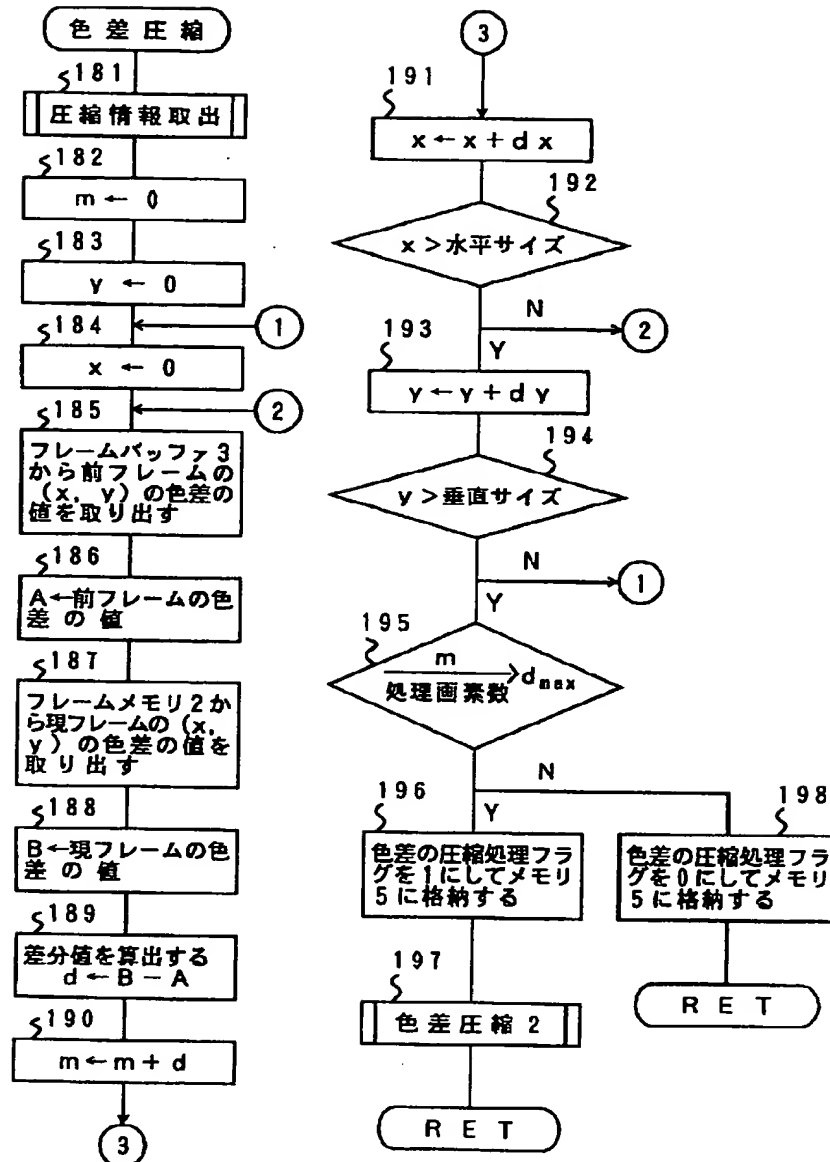 色差圧縮
181
圧縮情報取出
182
m ← 0
183
y ← 0
184
1
x ← 0
185
2
フレームバッファ3
から前フレームの
(x, y)の色差の
値を取り出す
186
A←前フレームの色
差の値
187
フレームメモリ2か
ら現フレームの(x,
y)の色差の値を
取り出す
188
B←現フレームの色
差の値
189
差分値を算出する
d ← B − A
190
m ← m + d
3
3
191
x ← x + dx
192
x >水平サイズ
N
2
Y
193
y ← y + dy
194
y >垂直サイズ
N
1
Y
195
m
処理画素数
> dmax
N
Y
196
色差の圧縮処理フラ
グを1にしてメモリ
5に格納する
197
色差圧縮2
RET
198
色差の圧縮処理フラ
グを0にしてメモリ
5に格納する
RET